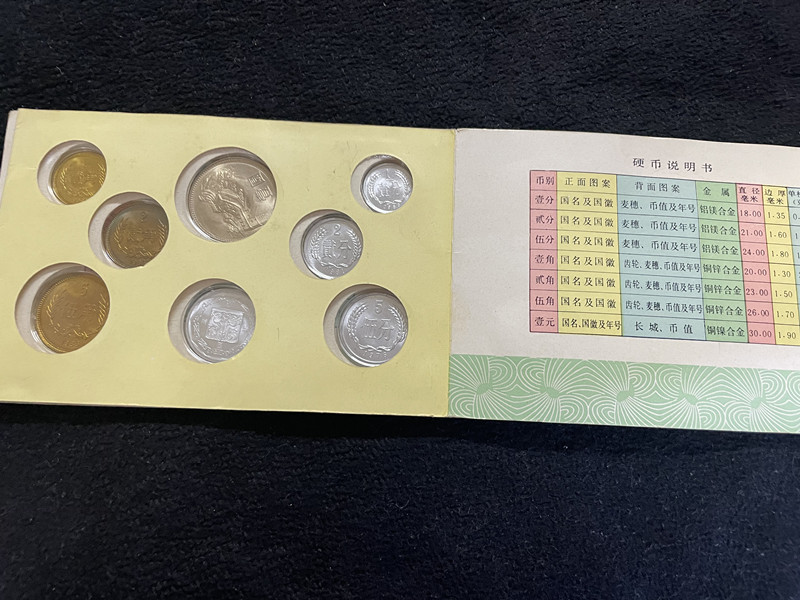 硬币说明书
币别 正面图案 背面图案 金属 直径毫米 边厚毫米
壹分 国名及国徽 麦穗、币值及年号 铝镁合金 18.00 1.35
贰分 国名及国徽 麦穗、币值及年号 铝镁合金 21.00 1.60
伍分 国名及国徽 麦穗、币值及年号 铝镁合金 24.00 1.80
壹角 国名及国徽 齿轮、麦穗、币值及年号 铜锌合金 20.00 1.30
贰角 国名及国徽 齿轮、麦穗、币值及年号 铜锌合金 23.00 1.50
伍角 国名及国徽 齿轮、麦穗、币值及年号 铜锌合金 26.00 1.70
壹元 国名、国徽及年号 长城、币值 铜镍合金 30.00 1.90
2
5
伍分